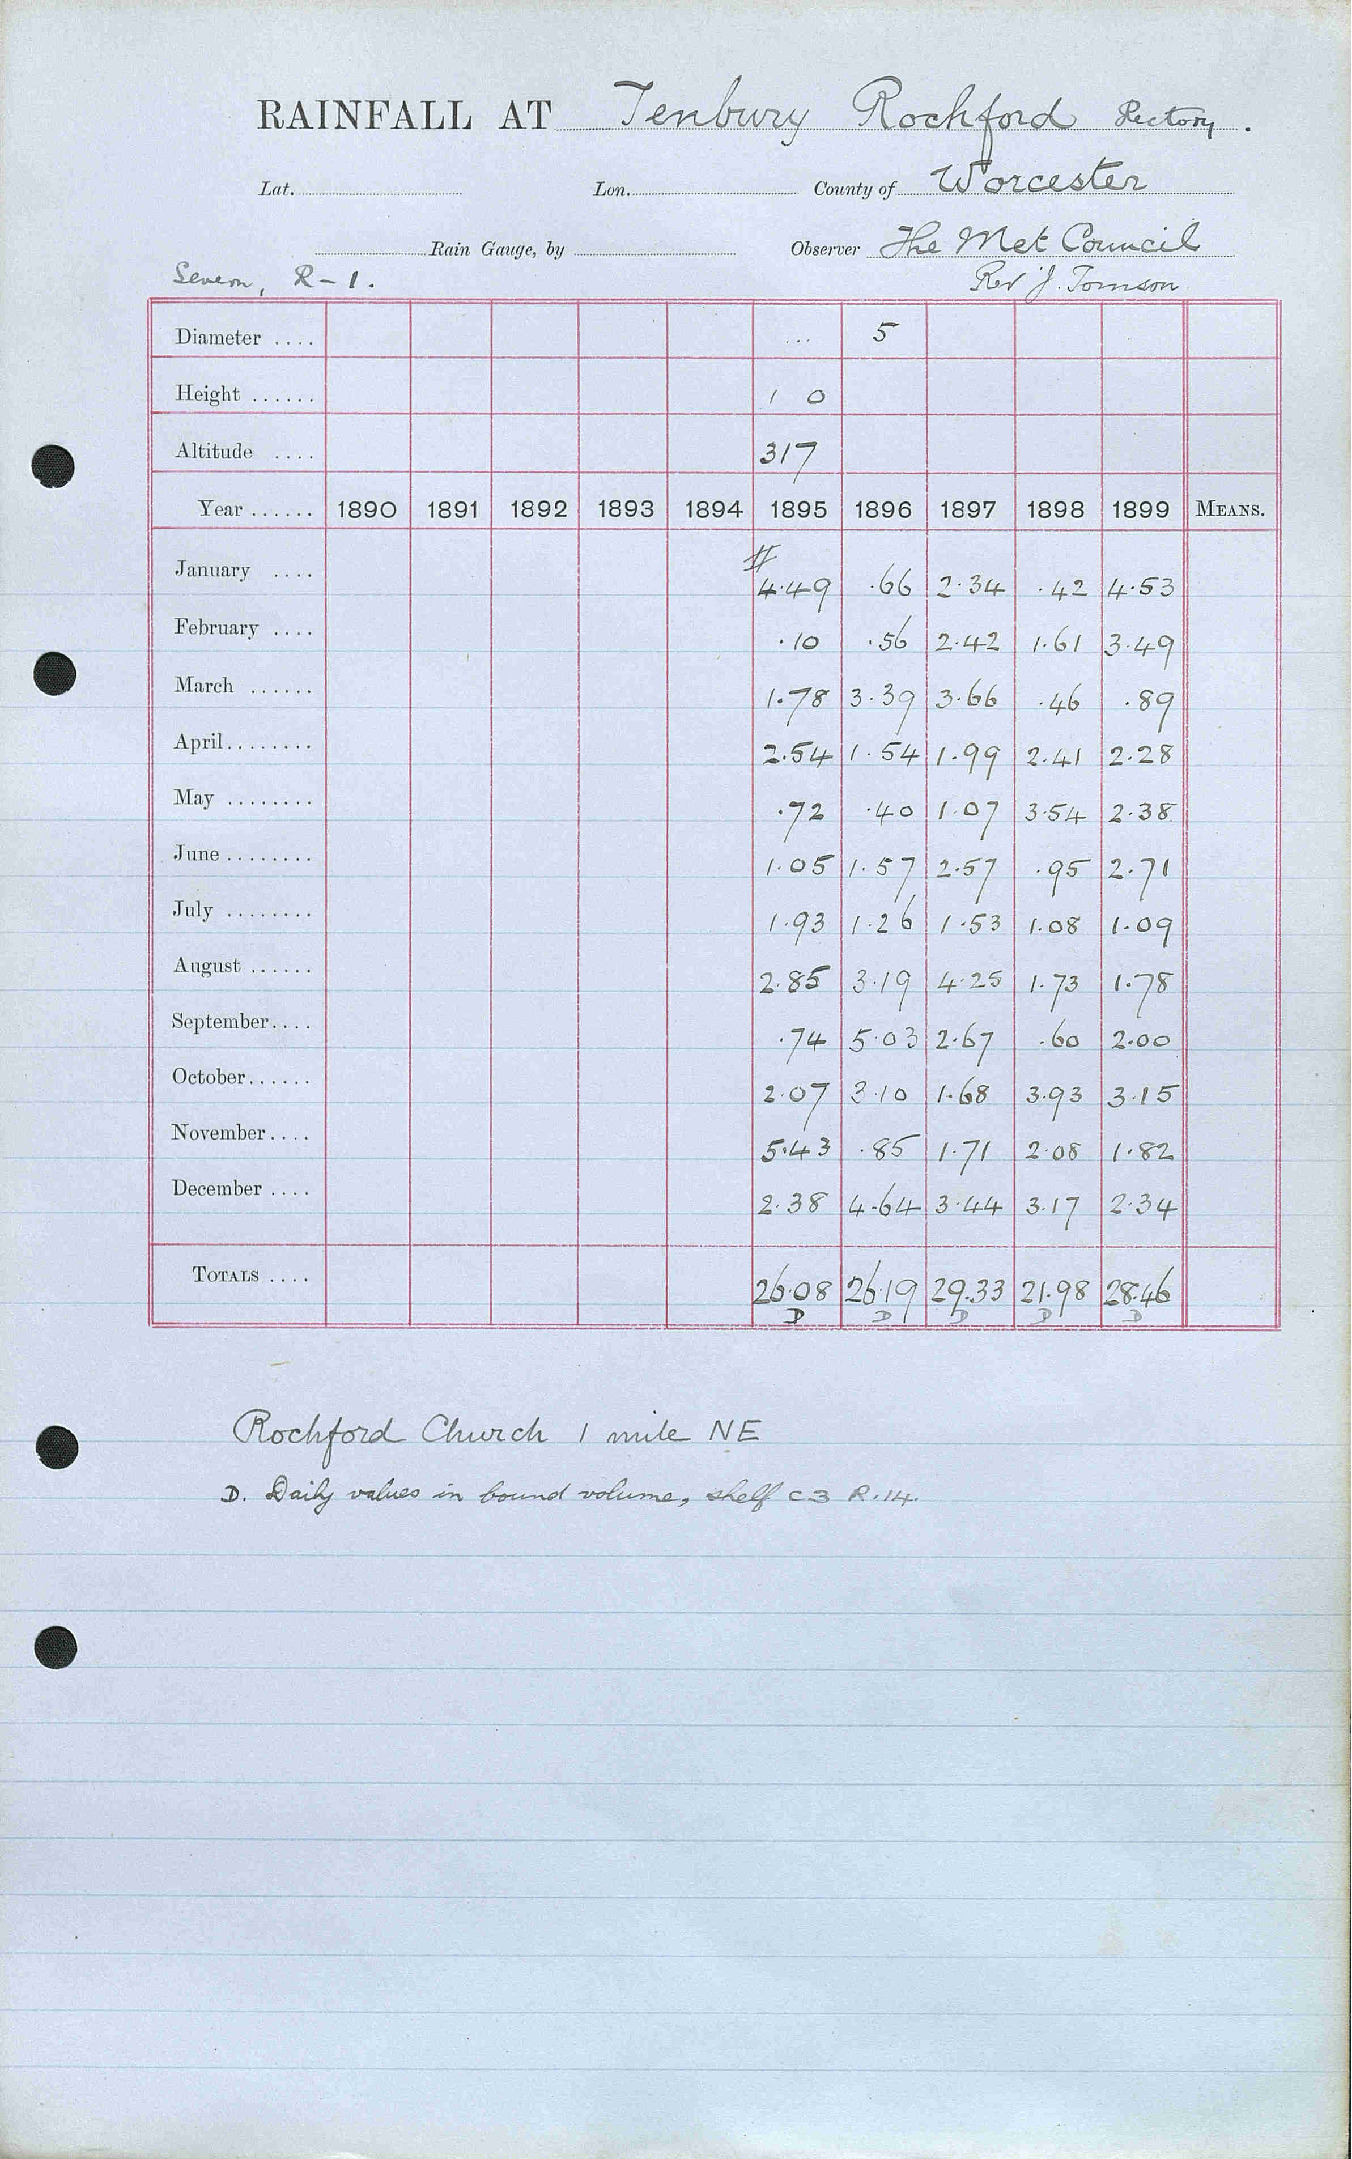 RAINFALL AT Tenbury Rochford Rectory.
Lat. Lon. County of Worcester
Rain Gauge, by Observer The Met Council
Severn, R-1. Rev J. Tomson
Diameter .... ... 5
Height ...... 1 0
Altitude .... 317
Year ...... 1890 1891 1892 1893 1894 1895 1896 1897 1898 1899 MEANS.
#
January .... 4.49 .66 2.34 .42 4.53
February .... .10 .56 2.42 1.61 3.49
March ...... 1.78 3.39 3.66 .46 .89
April........ 2.54 1.54 1.99 2.41 2.28
May ........ .72 .40 1.07 3.54 2.38
June ........ 1.05 1.57 2.57 .95 2.71
July ........ 1.93 1.26 1.53 1.08 1.09
August ...... 2.85 3.19 4.25 1.73 1.78
September.... .74 5.03 2.67 .60 2.00
October...... 2.07 3.10 1.68 3.93 3.15
November.... 5.43 .85 1.71 2.08 1.82
December .... 2.38 4.64 3.44 3.17 2.34
TOTALS .... 26.08 26.19 29.33 21.98 28.46
D D D D D
Rochford Church 1 mile NE
D. Daily values in bound volume, shelf C3 R.14.